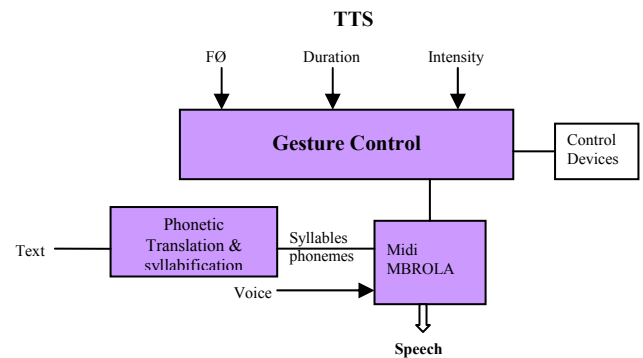 TTS
FØ
Duration
Intensity
Gesture Control
Control
Devices
Phonetic
Translation &
syllabification
Text
Syllables
phonemes
Midi
MBROLA
Voice
Speech